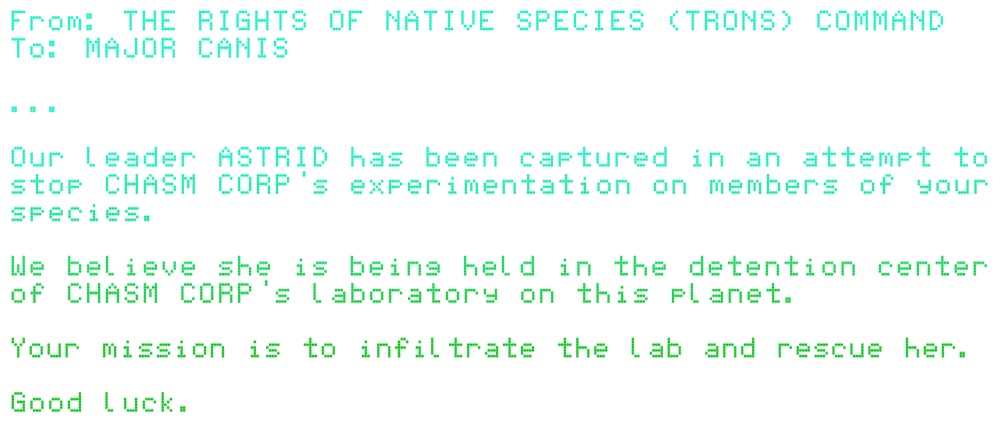 From: THE RIGHTS OF NATIVE SPECIES (TRONS) COMMAND
To: MAJOR CANIS
...
Our leader ASTRID has been captured in an attempt to
stop CHASM CORP's experimentation on members of your
species.
We believe she is being held in the detention center
of CHASM CORP's laboratory on this planet.
Your mission is to infiltrate the lab and rescue her.
Good luck.